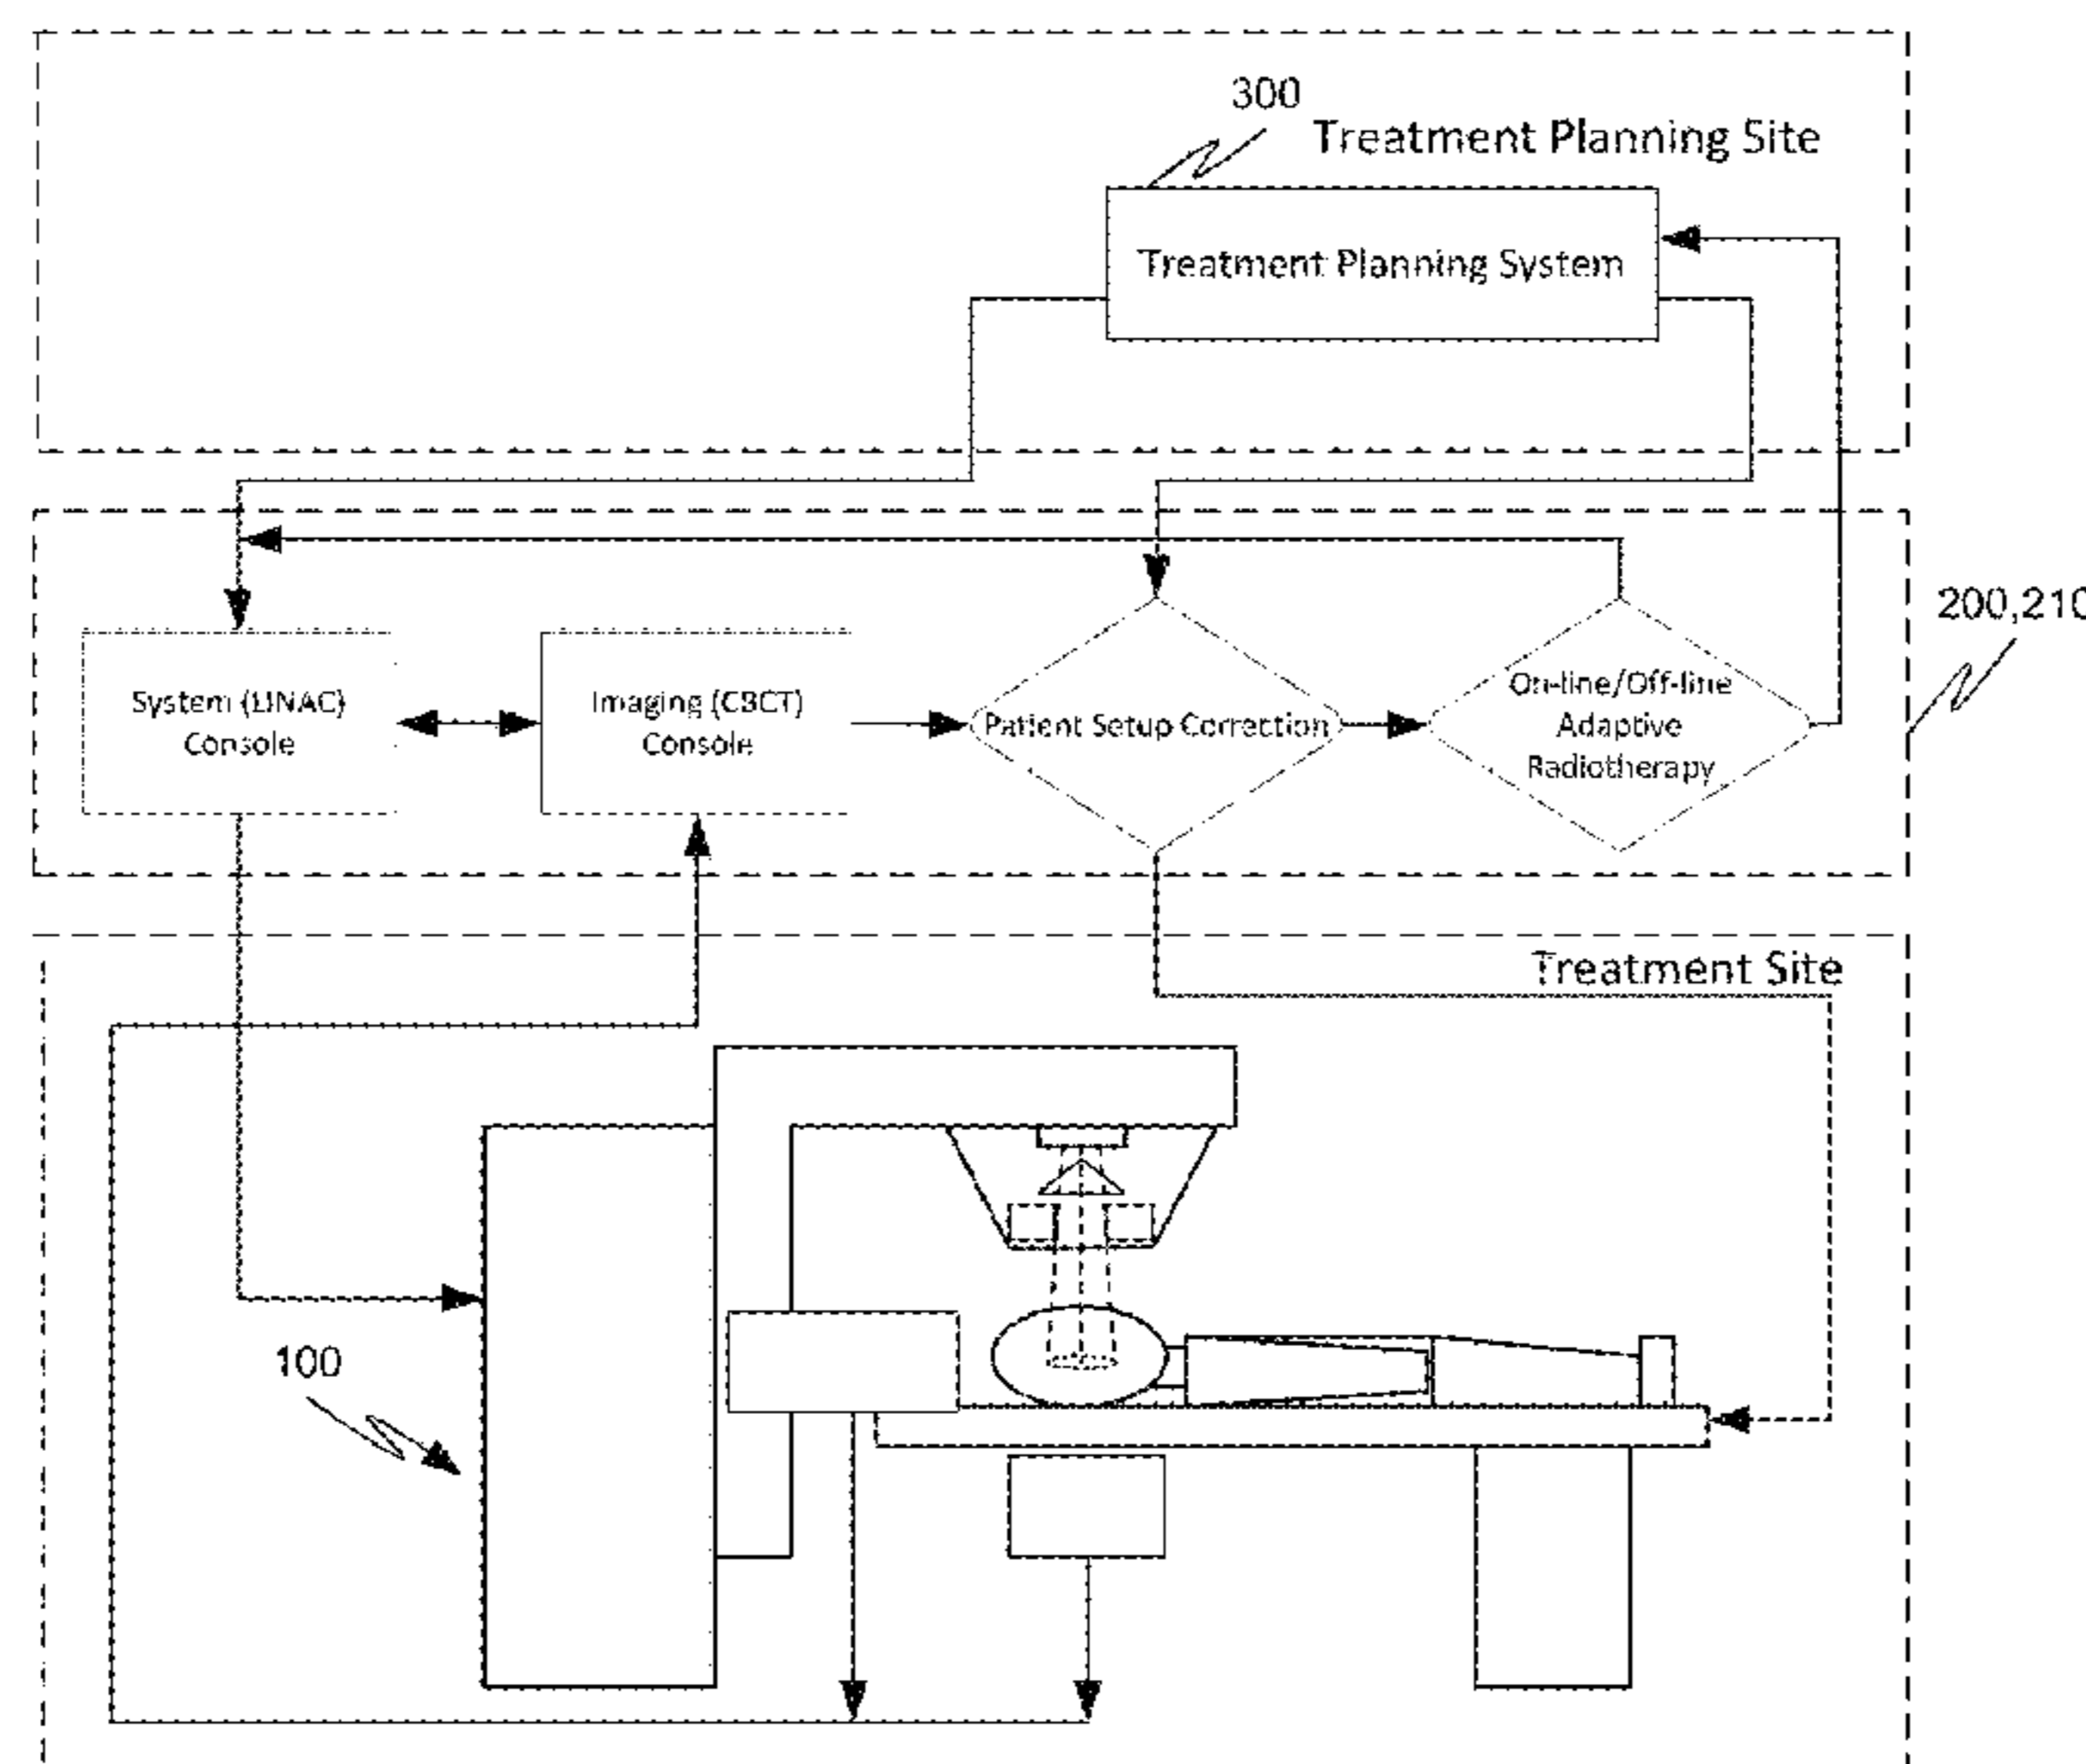 300
Treatment Planning Site
Treatment Planning System
200,210
System (LINAC)
Console
Imaging (CBCT)
Console
Patient Setup Correction
On-line/Off-line
Adaptive
Radiotherapy
Treatment Site
100